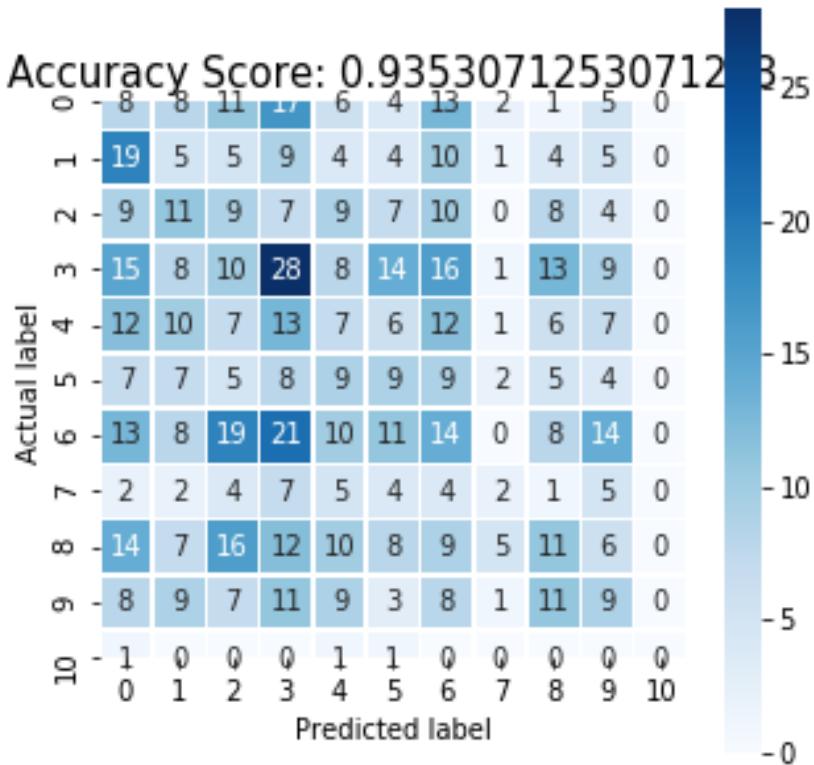 Accuracy Score: 0.9353071253071253
25
0 8 8 11 17 6 4 13 2 1 5 0
1 19 5 5 9 4 4 10 1 4 5 0
20
2 9 11 9 7 9 7 10 0 8 4 0
3 15 8 10 28 8 14 16 1 13 9 0
15
4 12 10 7 13 7 6 12 1 6 7 0
Actual label
5 7 7 5 8 9 9 9 2 5 4 0
6 13 8 19 21 10 11 14 0 8 14 0
10
7 2 2 4 7 5 4 4 2 1 5 0
8 14 7 16 12 10 8 9 5 11 6 0
9 8 9 7 11 9 3 8 1 11 9 0
5
10 1 0 0 0 1 1 0 0 0 0 0
0 1 2 3 4 5 6 7 8 9 10
Predicted label
0